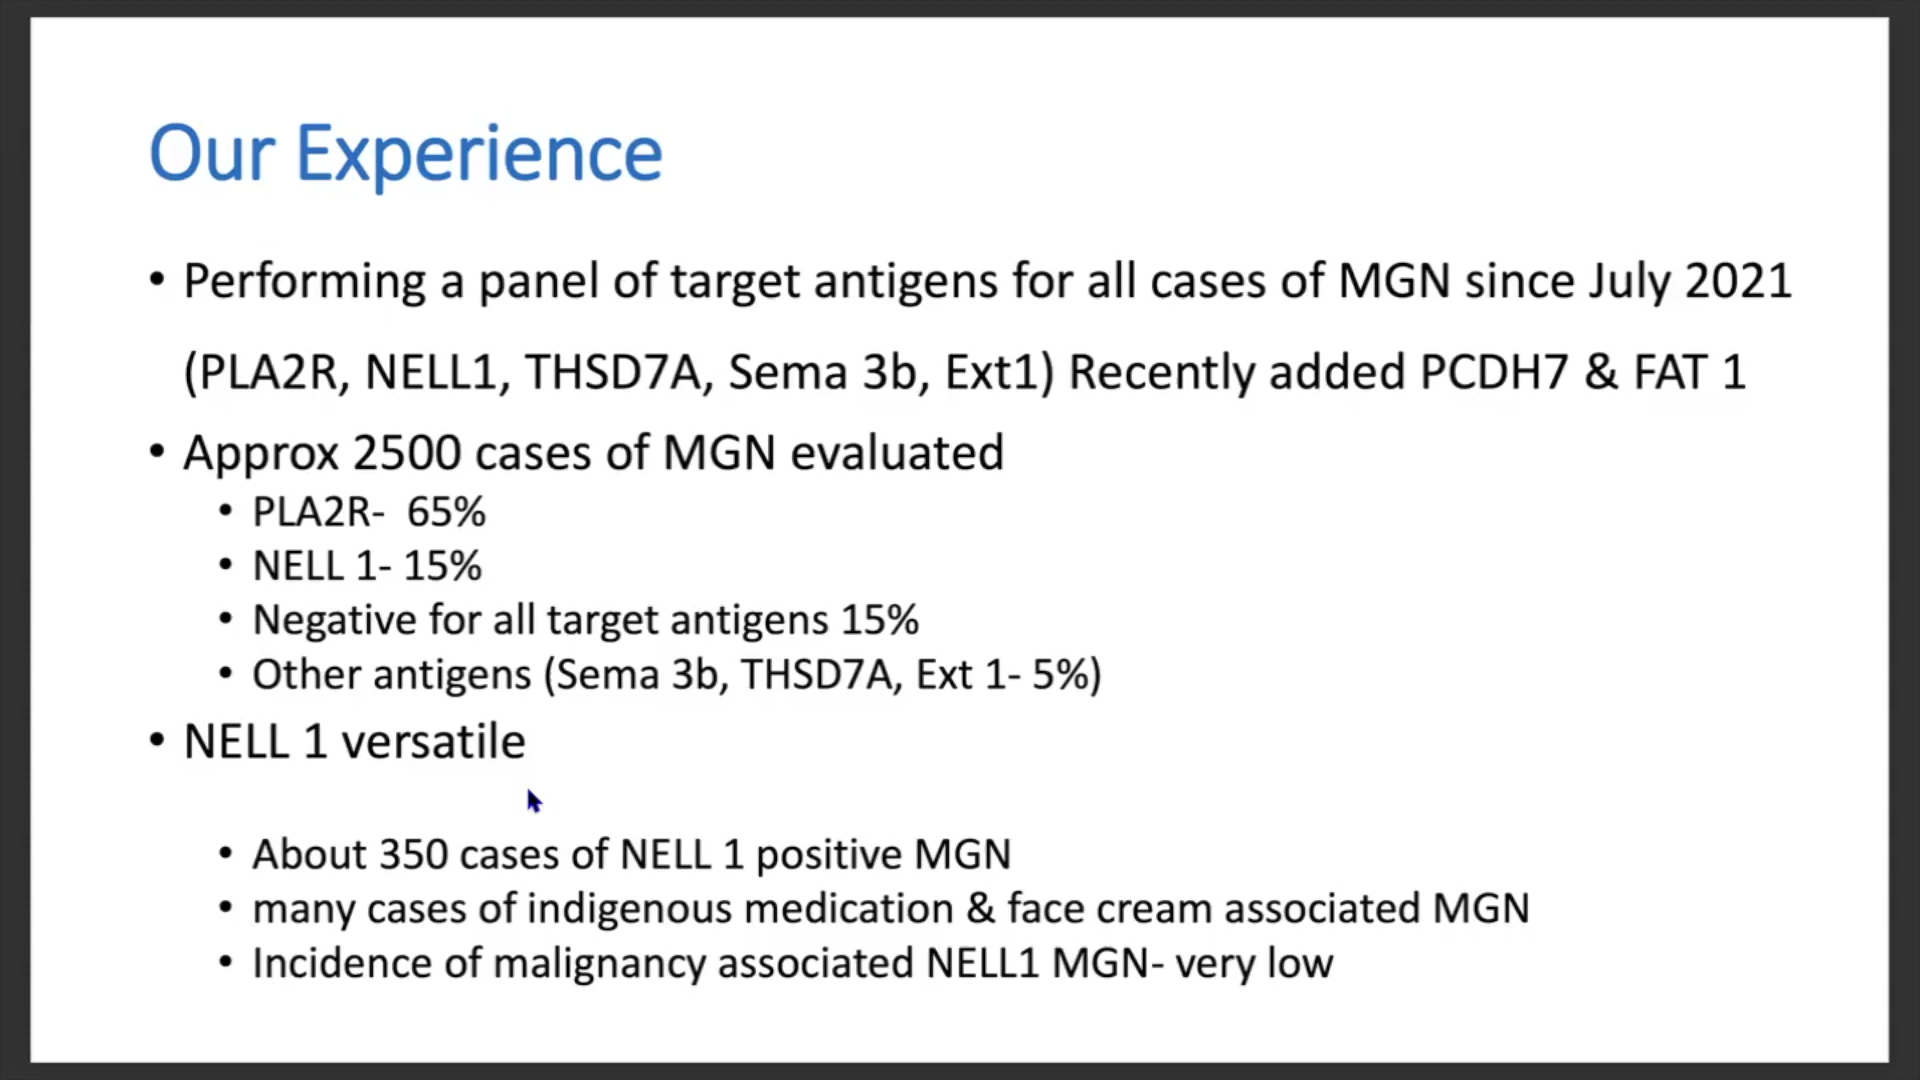 Our Experience
• Performing a panel of target antigens for all cases of MGN since July 2021
(PLA2R, NELL1, THSD7A, Sema 3b, Ext1) Recently added PCDH7 & FAT 1
• Approx 2500 cases of MGN evaluated
• PLA2R- 65%
• NELL 1- 15%
• Negative for all target antigens 15%
• Other antigens (Sema 3b, THSD7A, Ext 1- 5%)
• NELL 1 versatile
• About 350 cases of NELL 1 positive MGN
• many cases of indigenous medication & face cream associated MGN
• Incidence of malignancy associated NELL1 MGN- very low